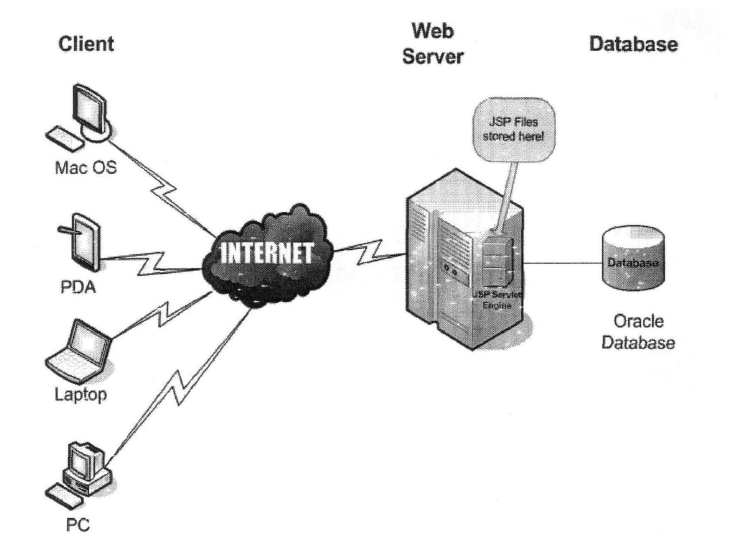 Client
Web
Server
Database
JSP Files
stored here!
Mac OS
INTERNET
PDA
Database
JSP Servlet
Engine
Oracle
Database
Laptop
PC